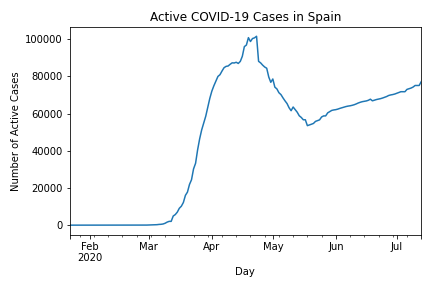 Active COVID-19 Cases in Spain
Number of Active Cases
100000
80000
60000
40000
20000
0
Feb Mar Apr May Jun Jul
2020
Day